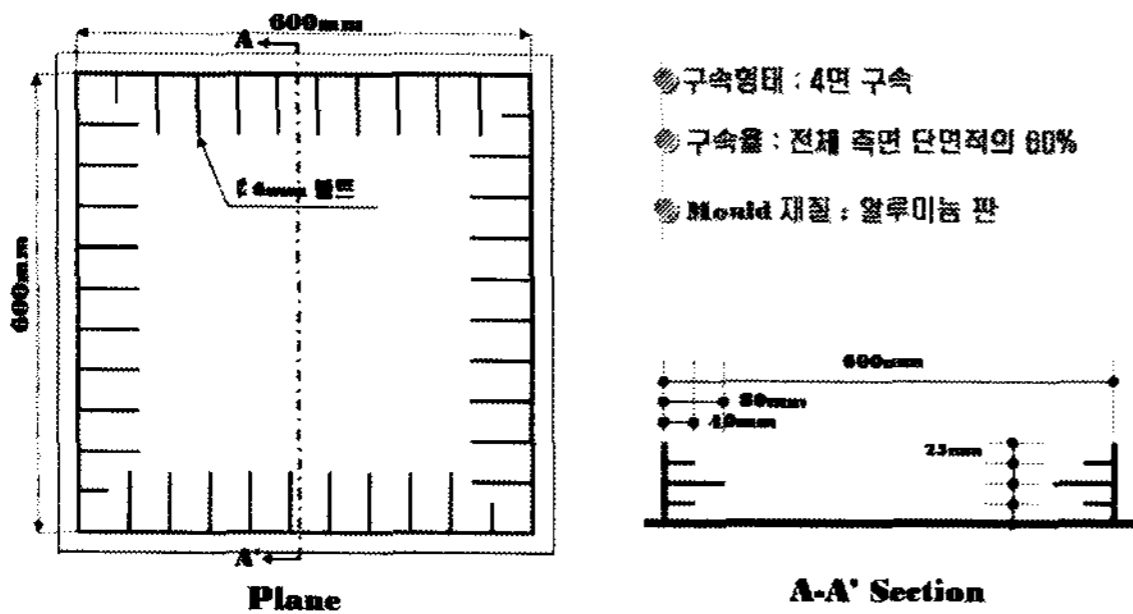 600mm
A
600mm
mm 볼트
A'
Plane
구속형태 : 4면 구속
구속율 : 전체 측면 단면적의 60%
Mould 재질 : 알루미늄 판
600mm
80mm
40mm
25mm
A-A' Section